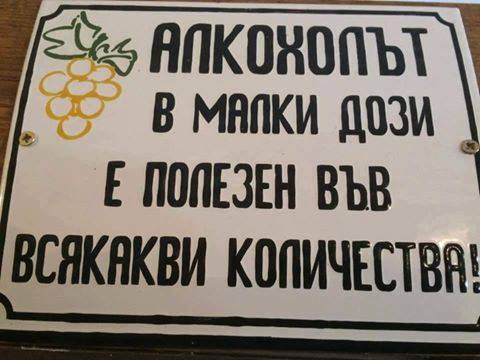 АЛКОХОЛЪТ
В МАЛКИ ДОЗИ
Е ПОЛЕЗЕН ВЪВ
ВСЯКАКВИ КОЛИЧЕСТВА!